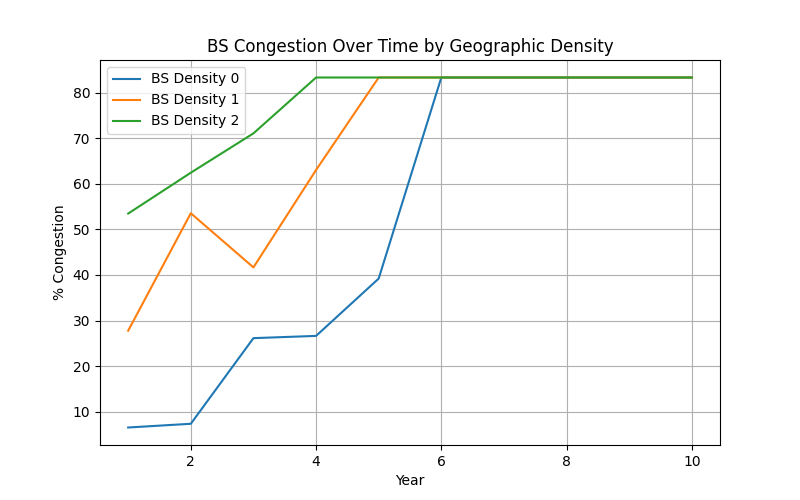 BS Congestion Over Time by Geographic Density
BS Density 0
BS Density 1
BS Density 2
% Congestion
80
70
60
50
40
30
20
10
2 4 6 8 10
Year